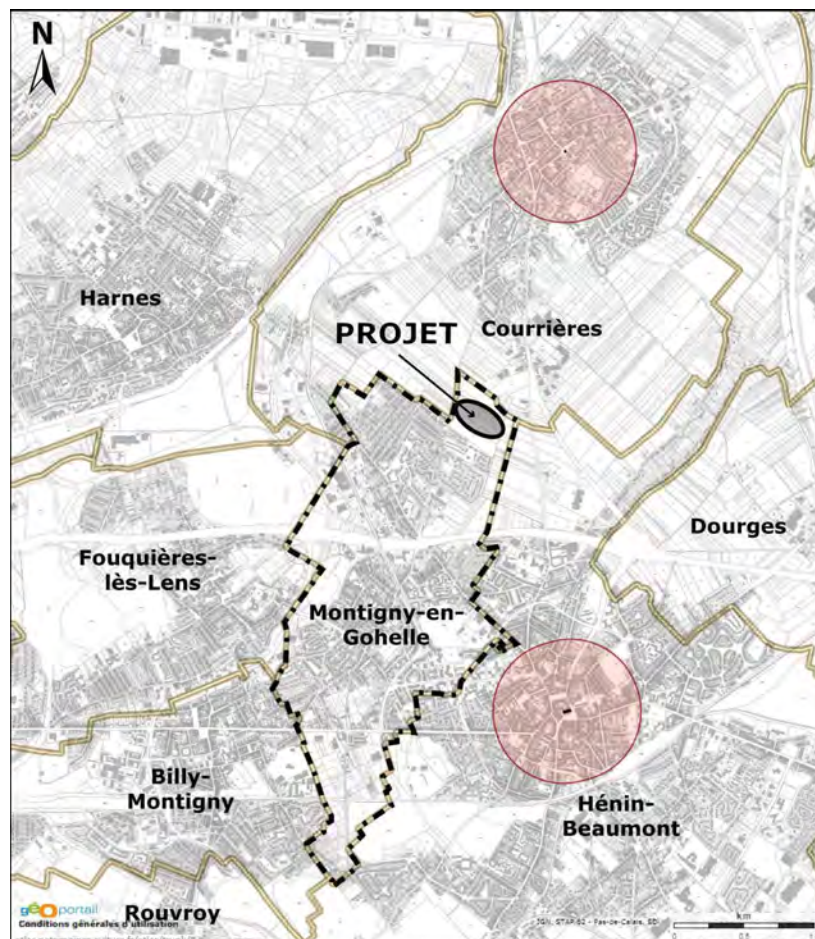 N
Harnes
PROJET
Courrières
Dourges
Fouquières-
lès-Lens
Montigny-en-
Gohelle
Billy-
Montigny
Hénin-
Beaumont
Rouvroy
géoportail
Conditions générales d'utilisation
IGN, STAP 62 - Pas-de-Calais,
km
0
0.5
1